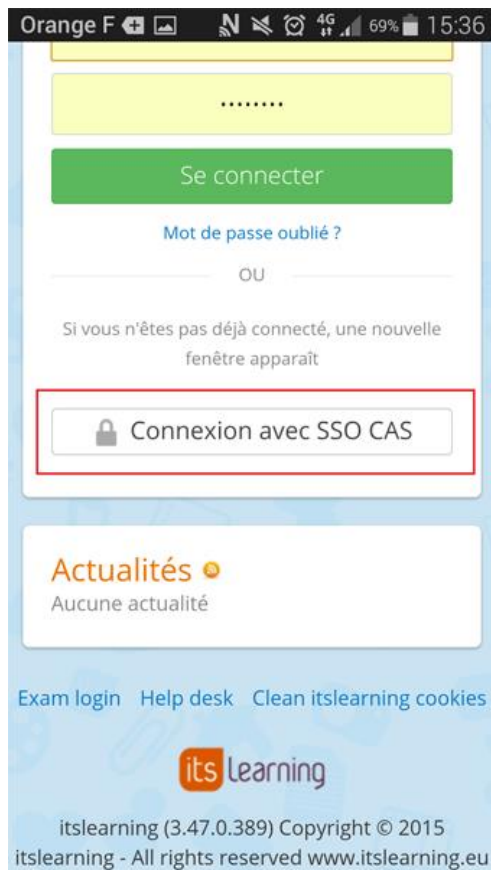 Orange F 4G 69% 15:36
••••••••
Se connecter
Mot de passe oublié ?
OU
Si vous n'êtes pas déjà connecté, une nouvelle
fenêtre apparaît
Connexion avec SSO CAS
Actualités
Aucune actualité
Exam login Help desk Clean itslearning cookies
its learning
itslearning (3.47.0.389) Copyright © 2015
itslearning - All rights reserved www.itslearning.eu